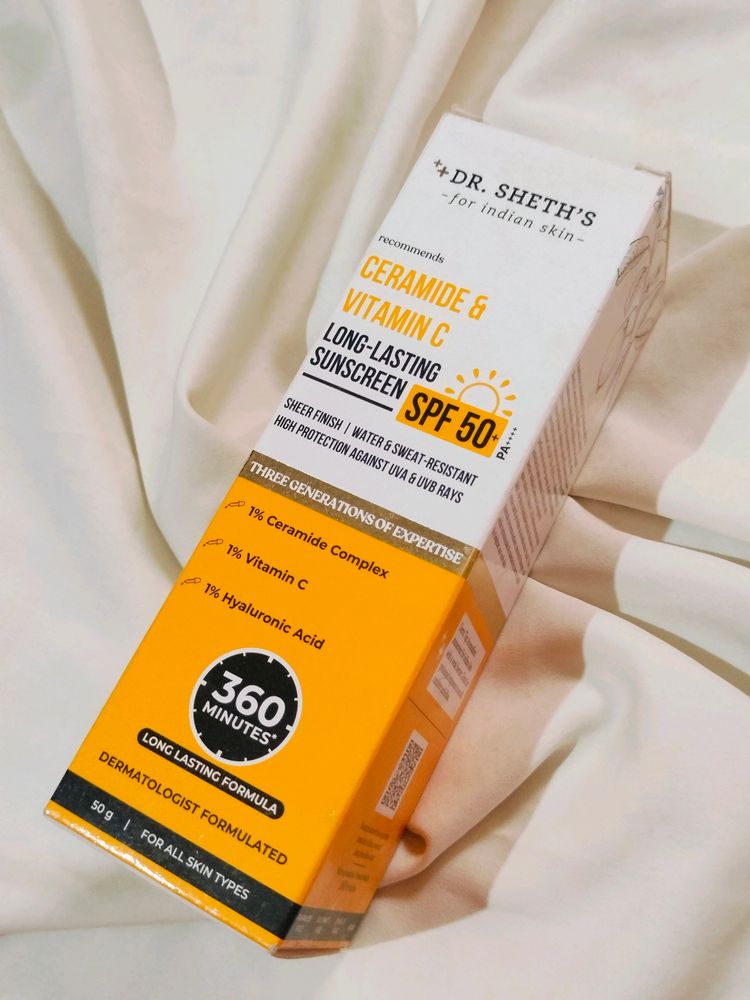 DR. SHETH'S
-for indian skin-
recommends
CERAMIDE &
VITAMIN C
LONG-LASTING
SUNSCREEN
SPF 50+
PA++++
SHEER FINISH | WATER & SWEAT-RESISTANT
HIGH PROTECTION AGAINST UVA & UVB RAYS
THREE GENERATIONS OF EXPERTISE
1% Ceramide Complex
1% Vitamin C
1% Hyaluronic Acid
360
MINUTES*
LONG LASTING FORMULA
DERMATOLOGIST FORMULATED
50 g | FOR ALL SKIN TYPES